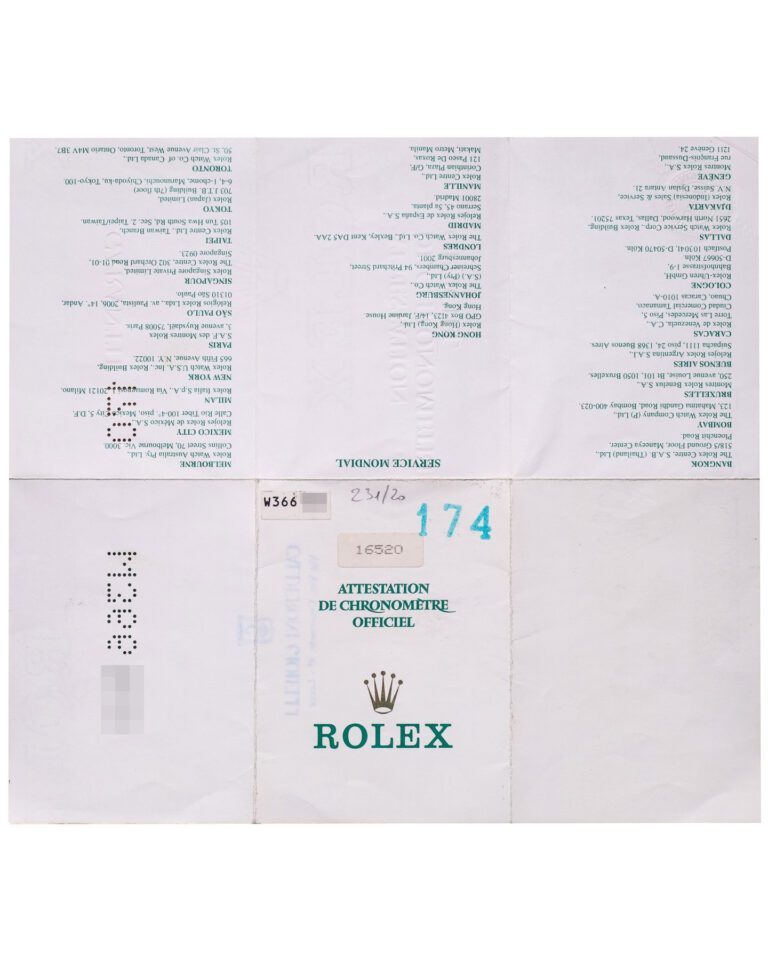 BANGKOK
The Rolex Centre, S.A.B. (Thailand) Ltd.,
518/5 Ground Floor, Maneeya Center,
Ploenchit Road.
BOMBAY
The Rolex Watch Company (P) Ltd.,
123, Mahatma Gandhi Road, Bombay 400-023.
BRUXELLES
Montres Rolex Benelux S.A.,
250, avenue Louise, Bt 101, 1050 Bruxelles.
BUENOS AIRES
Relojes Rolex Argentina S.A.I.,
Suipacha 1111, piso 24, 1368 Buenos Aires.
CARACAS
Rolex de Venezuela, C.A.,
Torre Las Mercedes, Piso 5,
Ciudad Comercial Tamanaco,
Chuao, Caracas 1010-A.
COLOGNE
Rolex-Uhren GmbH,
Bahnhofstrasse 1-9,
D-50667 Köln
Postfach 103041, D-50470 Köln.
DALLAS
Rolex Watch Service Corp., Rolex Building,
2651 North Harwood, Dallas, Texas 75201.
DJAKARTA
Rolex (Indonesia) Sales & Service,
N.V. Suisse, Djalan Antara 21.
GENÈVE
Montres Rolex S.A.,
rue François-Dussaud,
1211 Genève 24.
SERVICE MONDIAL
HONG KONG
Rolex (Hong Kong) Ltd.,
GPO Box 4123, 14/F, Jardine House,
Hong Kong.
JOHANNESBURG
The Rolex Watch Co.,
(S.A.) (Pty) Ltd.,
Schreiner Chambers, 94 Pritchard Street,
Johannesburg 2001
LONDRES
The Rolex Watch Co. Ltd., Bexley, Kent DA5 2AA.
MADRID
Relojes Rolex de España S.A.,
Serrano 45, 5a planta,
28001 Madrid.
MANILLE
Rolex Centre Ltd.,
Corinthian Plaza, G/F,
121 Paseo De Roxas,
Makati, Metro Manila.
MELBOURNE
Rolex Watch Australia Pty. Ltd.,
Collins Street 70, Melbourne Vic. 3000.
MEXICO CITY
Relojes Rolex de México S.A.,
Calle Río Tiber 100-4°. piso, Mexico City 5, D.F.
MILAN
Rolex Italia S.p.A., Via 20121 Milano.
NEW YORK
Rolex Watch U.S.A. Inc., Rolex Building,
665 Fifth Avenue, N.Y. 10022.
PARIS
S.A.F. des Montres Rolex
3, avenue Ruysdaël, 75008 Paris.
SÃO PAULO
Relógios Rolex Ltda., av. Paulista, 2006, 14°. Andar,
01310 São Paulo.
SINGAPOUR
Rolex Singapore Private Limited,
The Rolex Centre, 302 Orchard Road 01-01,
Singapore 0923.
TAIPEI
Rolex Centre Ltd., Taiwan Branch,
105 Tun Hwa South Rd, Sec. 2, Taipei/Taiwan.
TOKYO
Rolex (Japan) Limited,
703 J.T.B. Building (7th floor)
6-4, 1-chome, Marunouchi, Chiyoda-ku, Tokyo-100.
TORONTO
Rolex Watch Co. of Canada Ltd.,
50, St. Clair Avenue West, Toronto, Ontario M4V 3B7.
W366
W366
231/20
174
16520
ATTESTATION
DE CHRONOMÈTRE
OFFICIEL
ROLEX